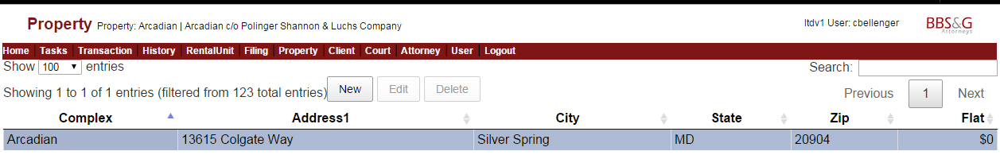 Property Property: Arcadian | Arcadian c/o Polinger Shannon & Luchs Company ltdv1 User: cbellenger BBS&G
Attorneys
Home Tasks Transaction History RentalUnit Filing Property Client Court Attorney User Logout
Show 100 entries Search:
Showing 1 to 1 of 1 entries (filtered from 123 total entries) New Edit Delete Previous 1 Next
Complex Address1 City State Zip Flat
Arcadian 13615 Colgate Way Silver Spring MD 20904 $0